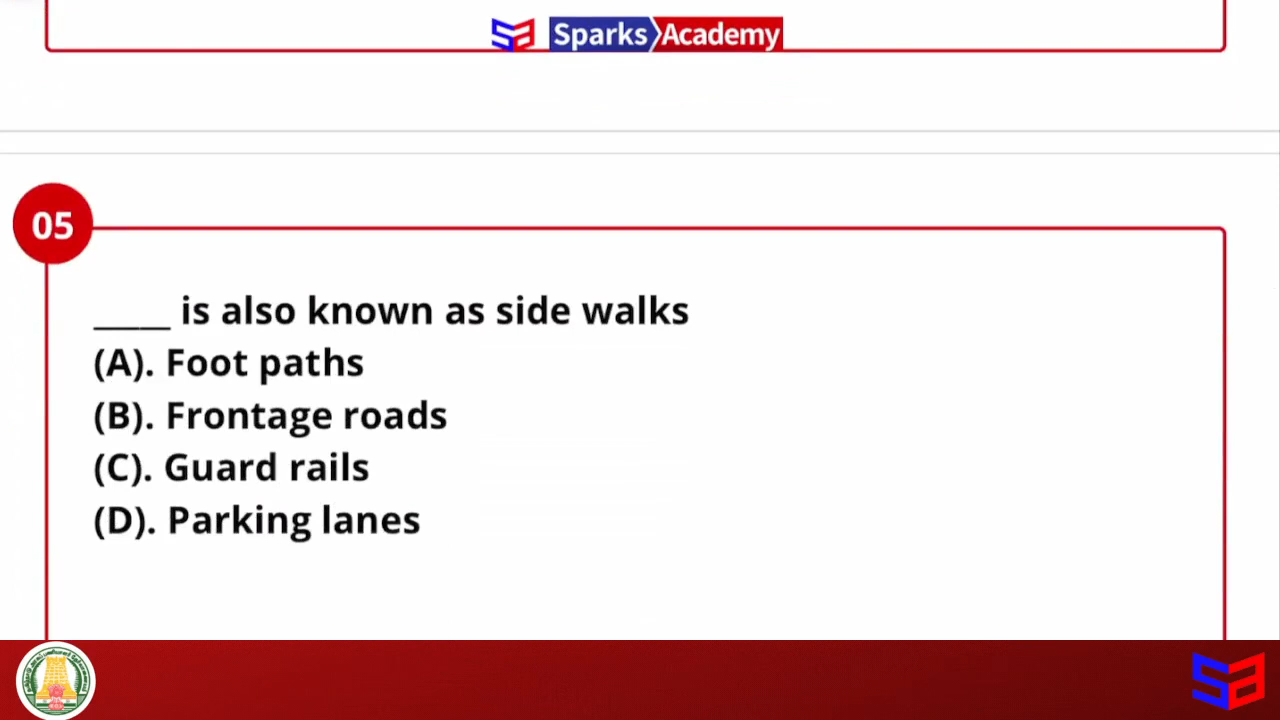 Sparks Academy
05
_____ is also known as side walks
(A). Foot paths
(B). Frontage roads
(C). Guard rails
(D). Parking lanes